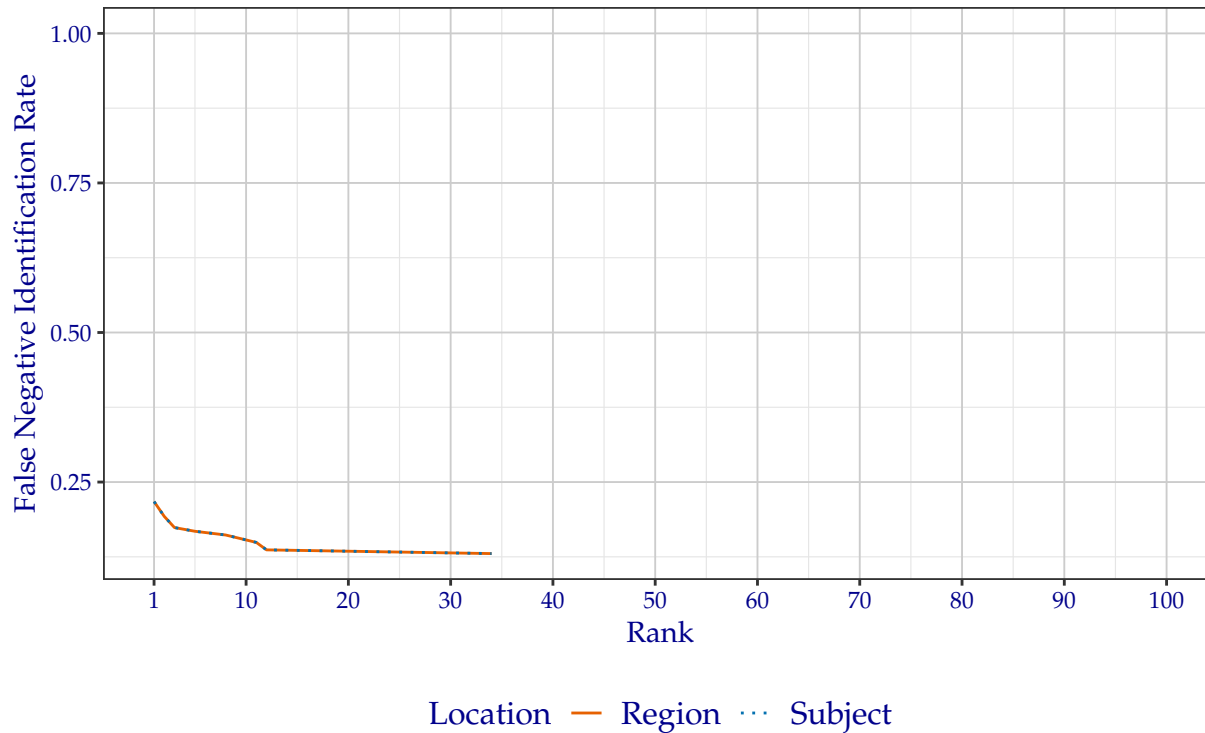 False Negative Identification Rate
1.00
0.75
0.50
0.25
1 10 20 30 40 50 60 70 80 90 100
Rank
Location Region Subject